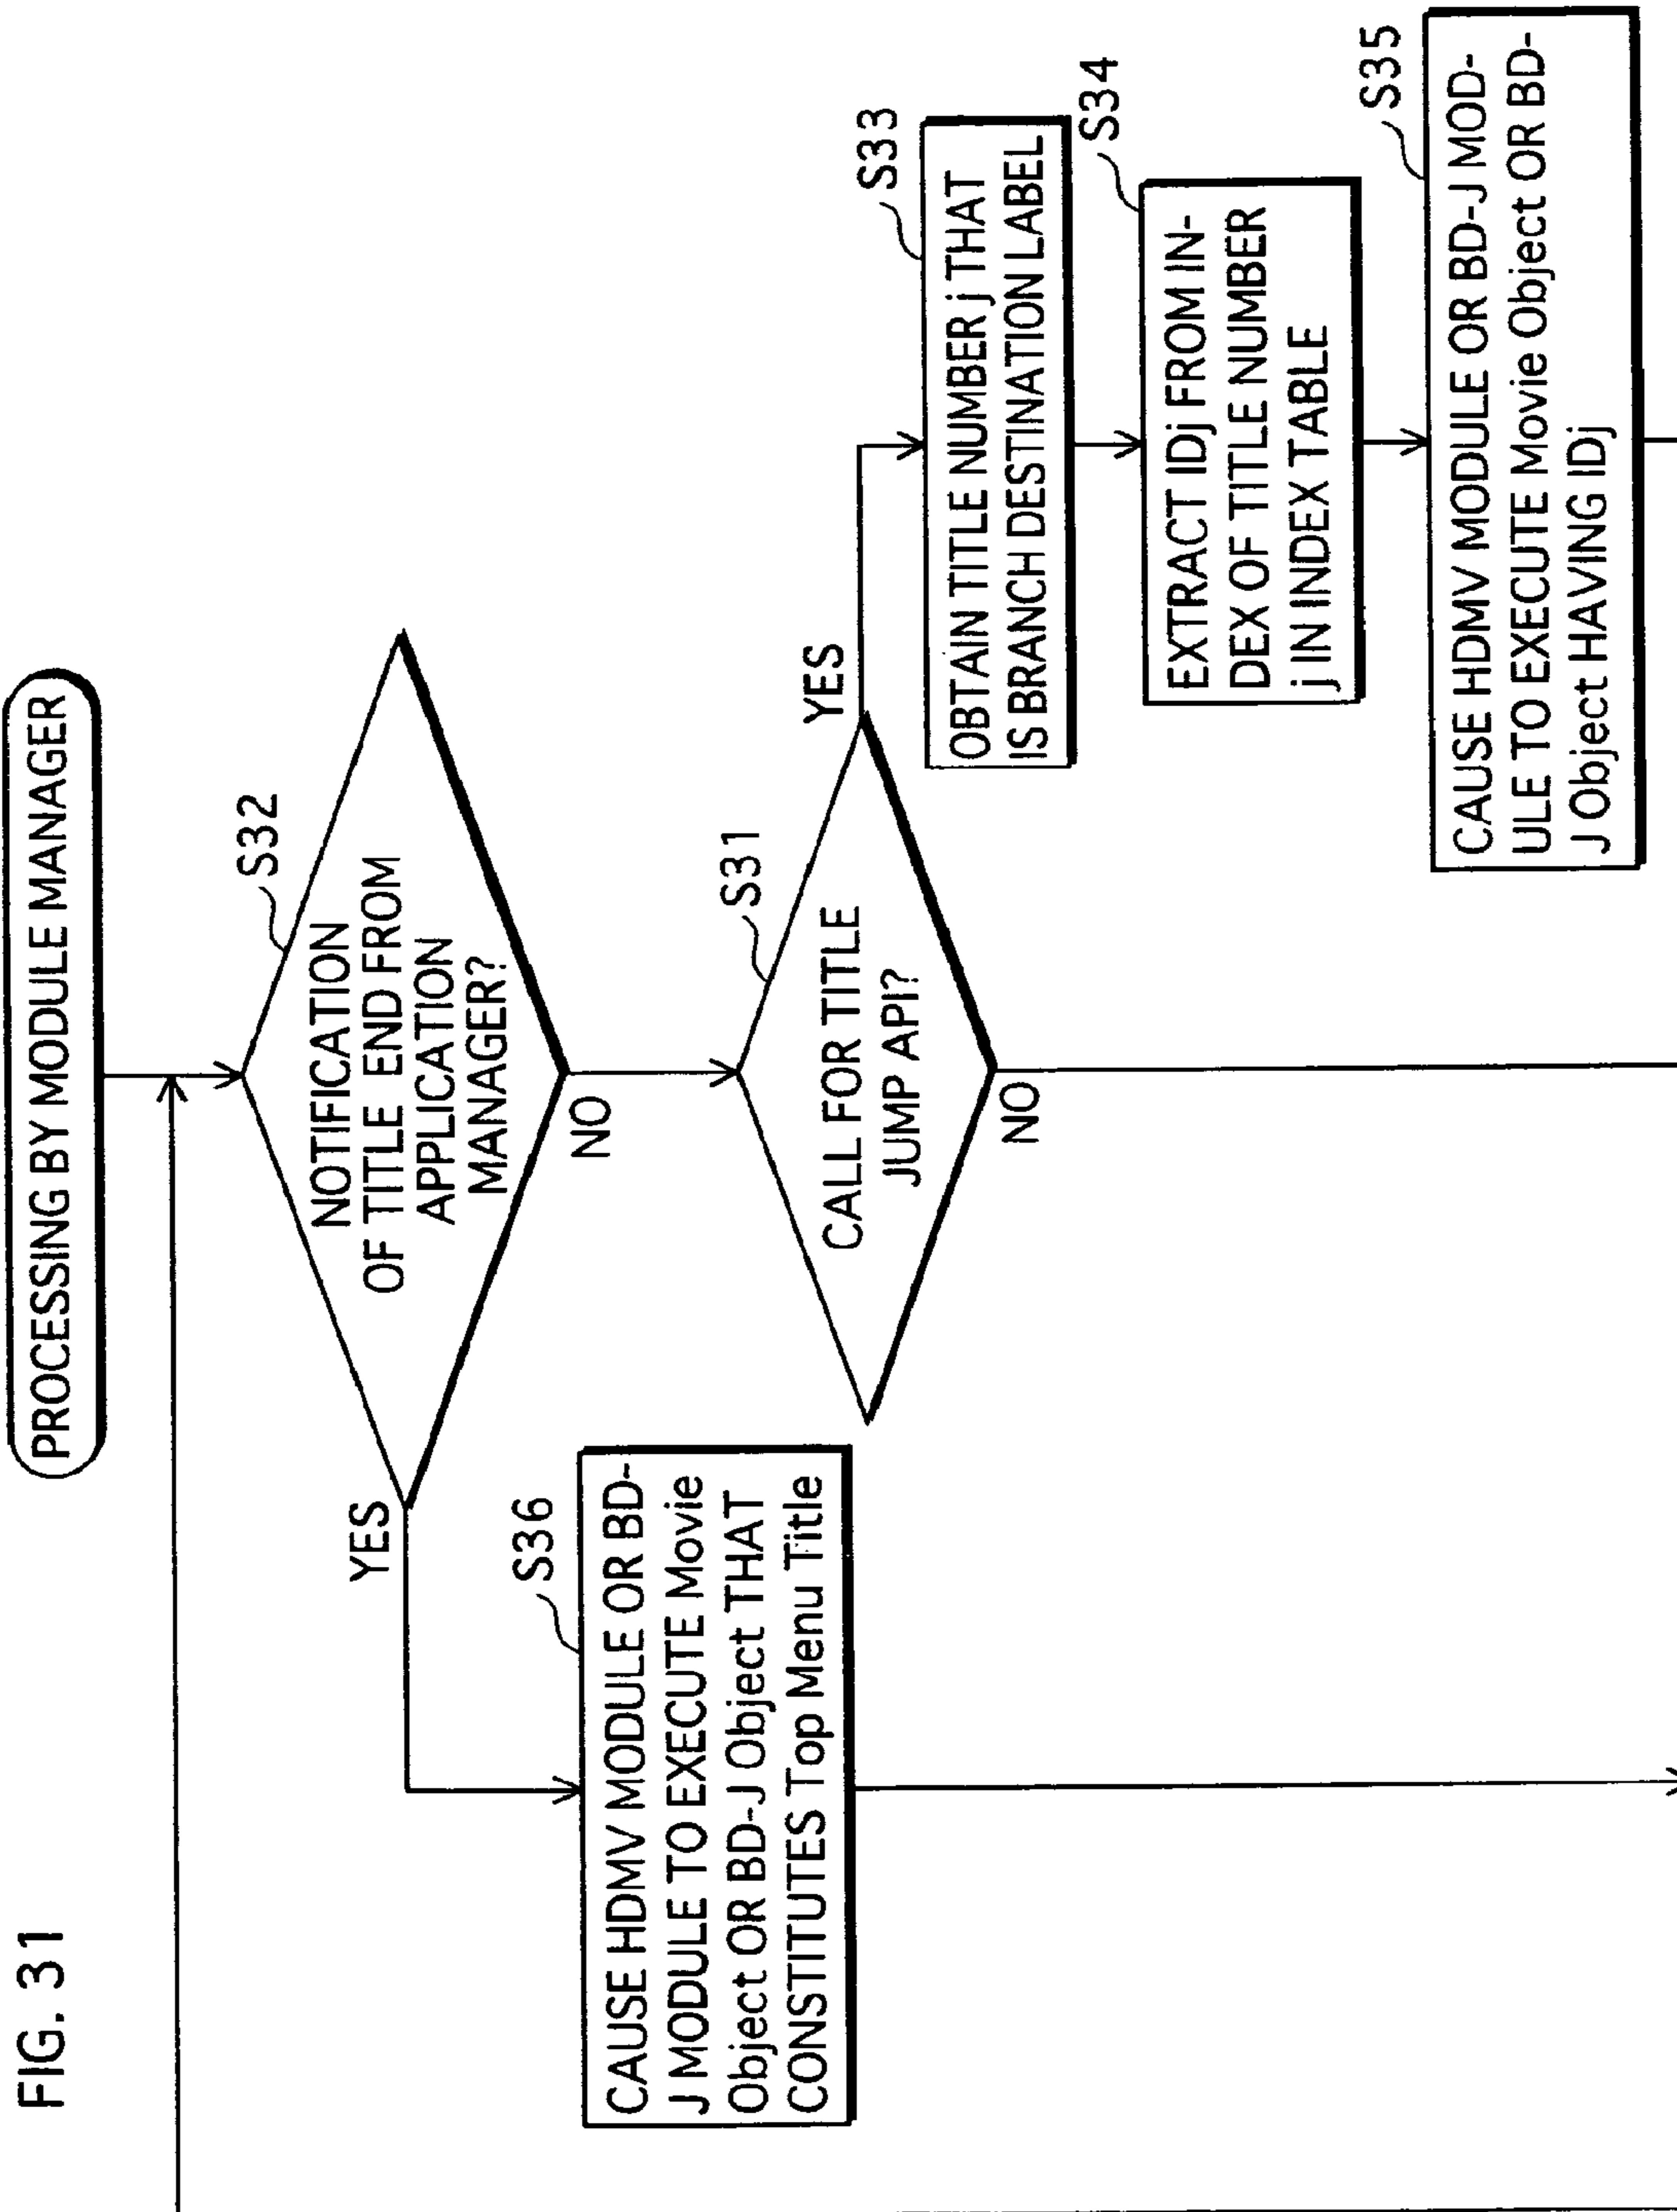 FIG. 31
PROCESSING BY MODULE MANAGER
S32
NOTIFICATION
OF TITLE END FROM
APPLICATION
MANAGER?
YES
NO
S36
CAUSE HDMV MODULE OR BD-
J MODULE TO EXECUTE Movie
Object OR BD-J Object THAT
CONSTITUTES Top Menu Title
S31
CALL FOR TITLE
JUMP API?
YES
NO
S33
OBTAIN TITLE NUMBER j THAT
IS BRANCH DESTINATION LABEL
S34
EXTRACT IDj FROM IN-
DEX OF TITLE NUMBER
j IN INDEX TABLE
S35
CAUSE HDMV MODULE OR BD-J MOD-
ULE TO EXECUTE Movie Object OR BD-
J Object HAVING IDj